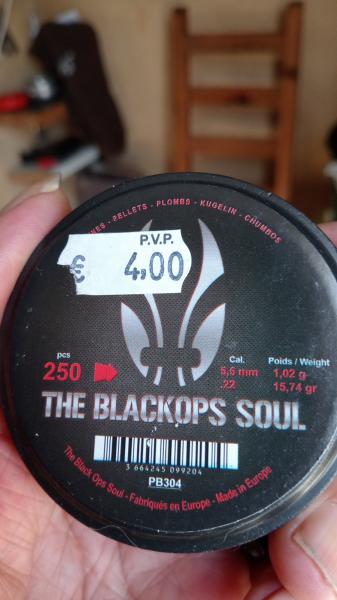 PELLETS - PLOMBS - KUGELIN - CHUMBOS
P.V.P.
€ 4,00
pcs
250
Cal.
5,5 mm
.22
Poids / Weight
1,02 g
15,74 gr
THE BLACKOPS SOUL
3 664245 099204
PB304
The Black Ops Soul - Fabriqués en Europe - Made in Europe